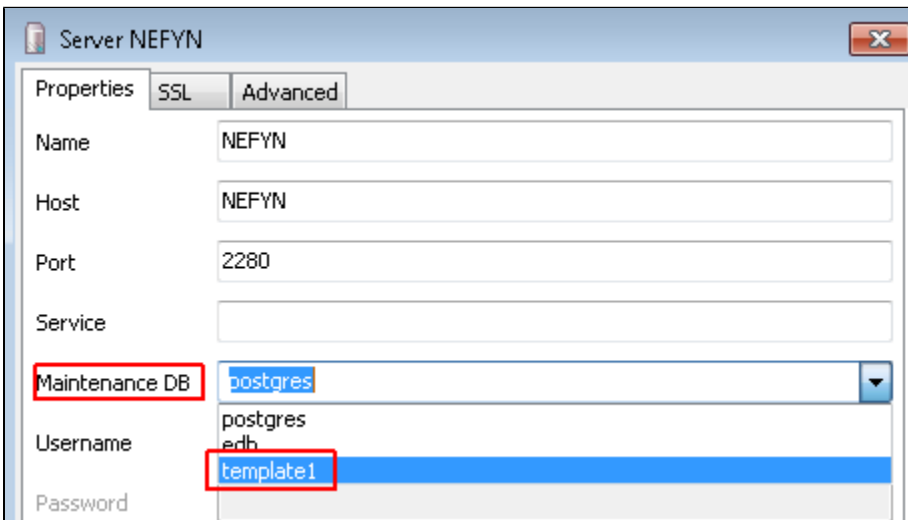 Server NEFYN
Properties SSL Advanced
Name NEFYN
Host NEFYN
Port 2280
Service
Maintenance DB postgres
postgres
Username edb
template1
Password